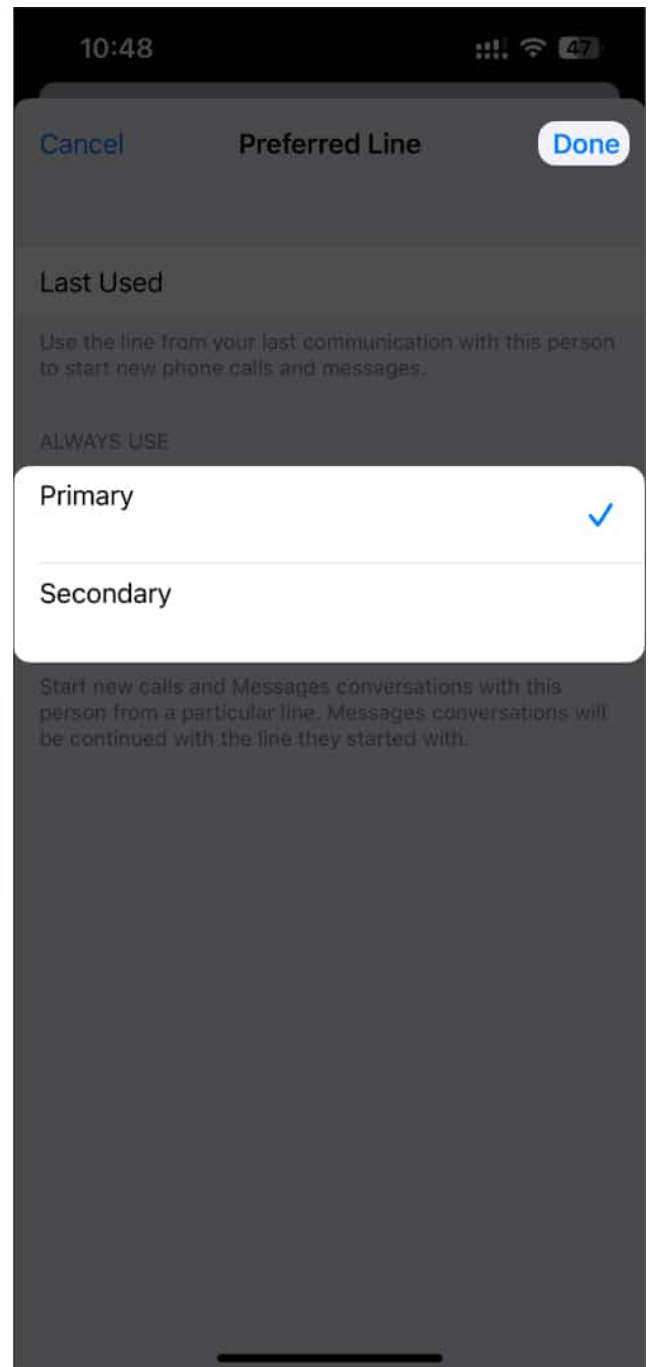 10:48
47
Cancel
Preferred Line
Done
Last Used
Use the line from your last communication with this person
to start new phone calls and messages.
ALWAYS USE
Primary
Secondary
Start new calls and Messages conversations with this
person from a particular line. Messages conversations will
be continued with the line they started with.